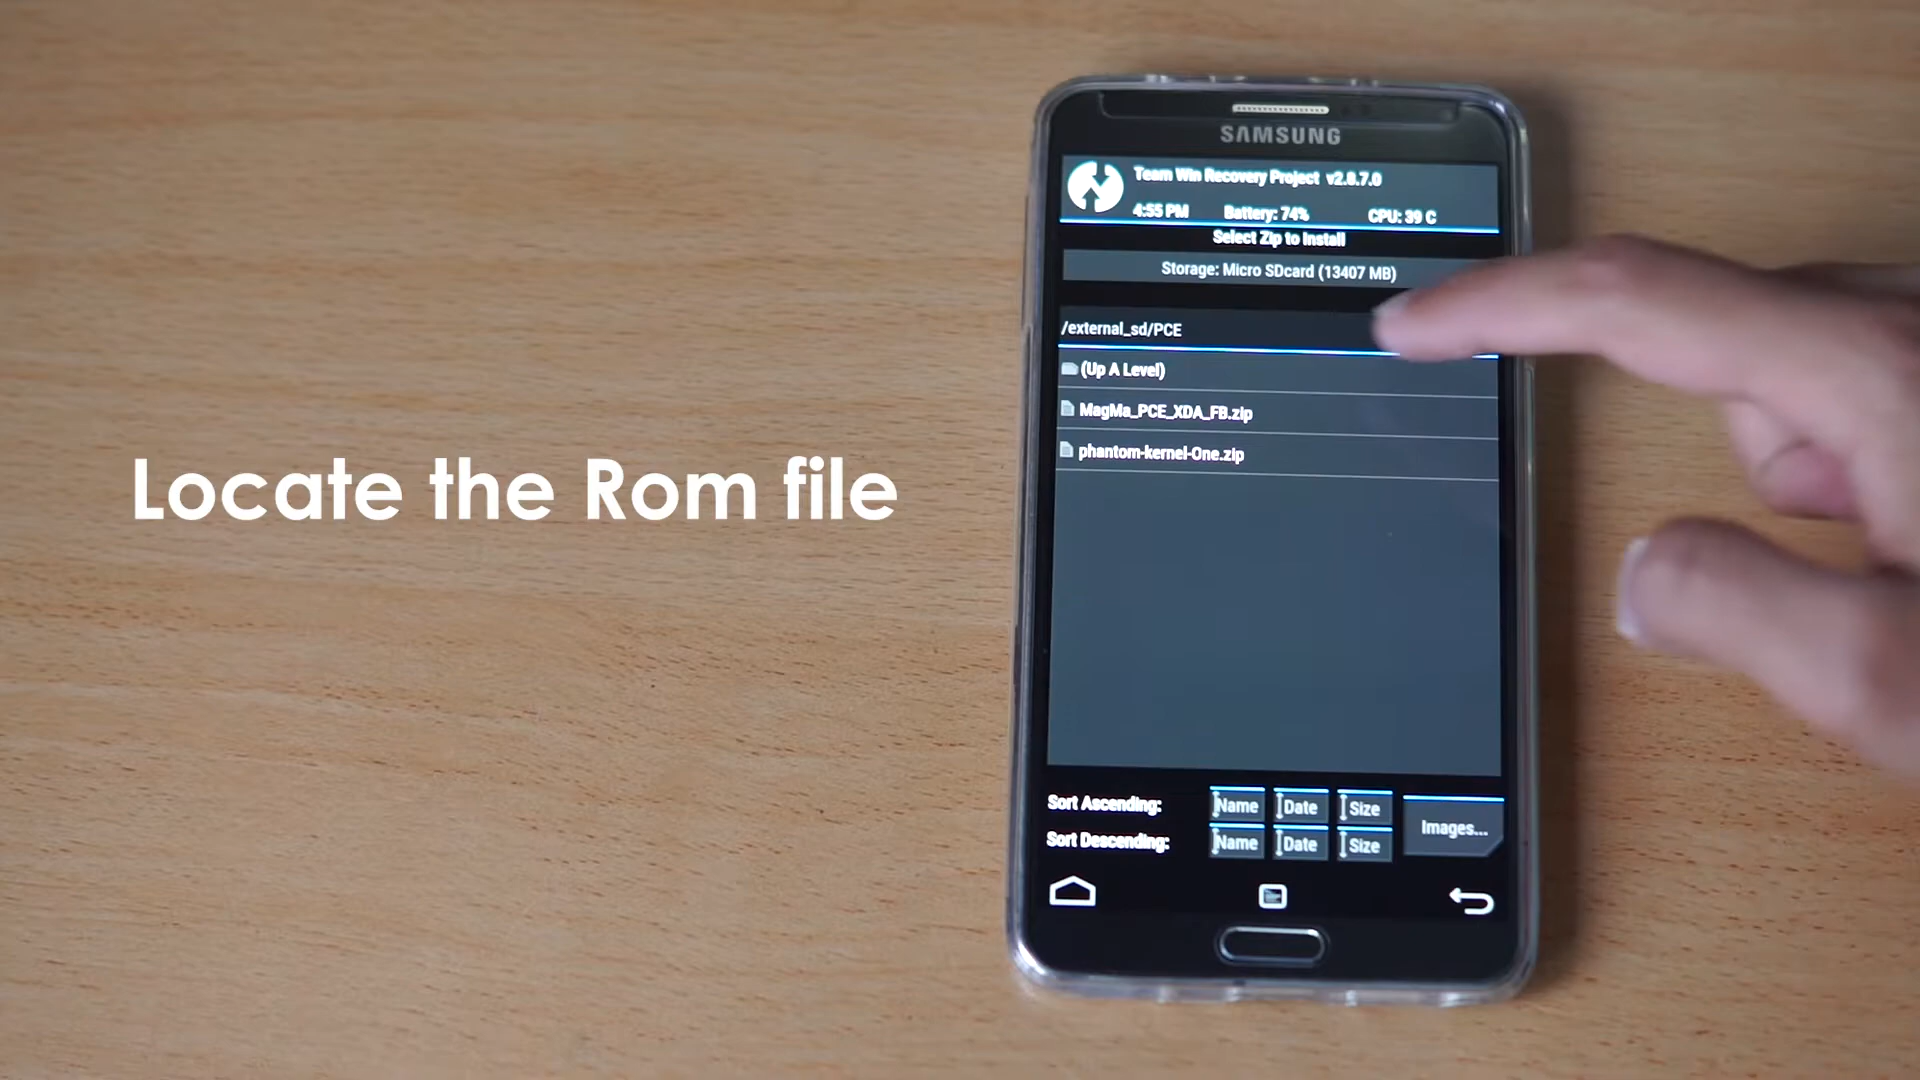 Locate the Rom file
SAMSUNG
Team Win Recovery Project v2.8.7.0
4:55 PM Battery: 74% CPU: 39 C
Select Zip to Install
Storage: Micro SDcard (13407 MB)
/external_sd/PCE
(Up A Level)
MagMa_PCE_XDA_FB.zip
phantom-kernel-One.zip
Sort Ascending: Name Date Size
Images...
Sort Descending: Name Date Size